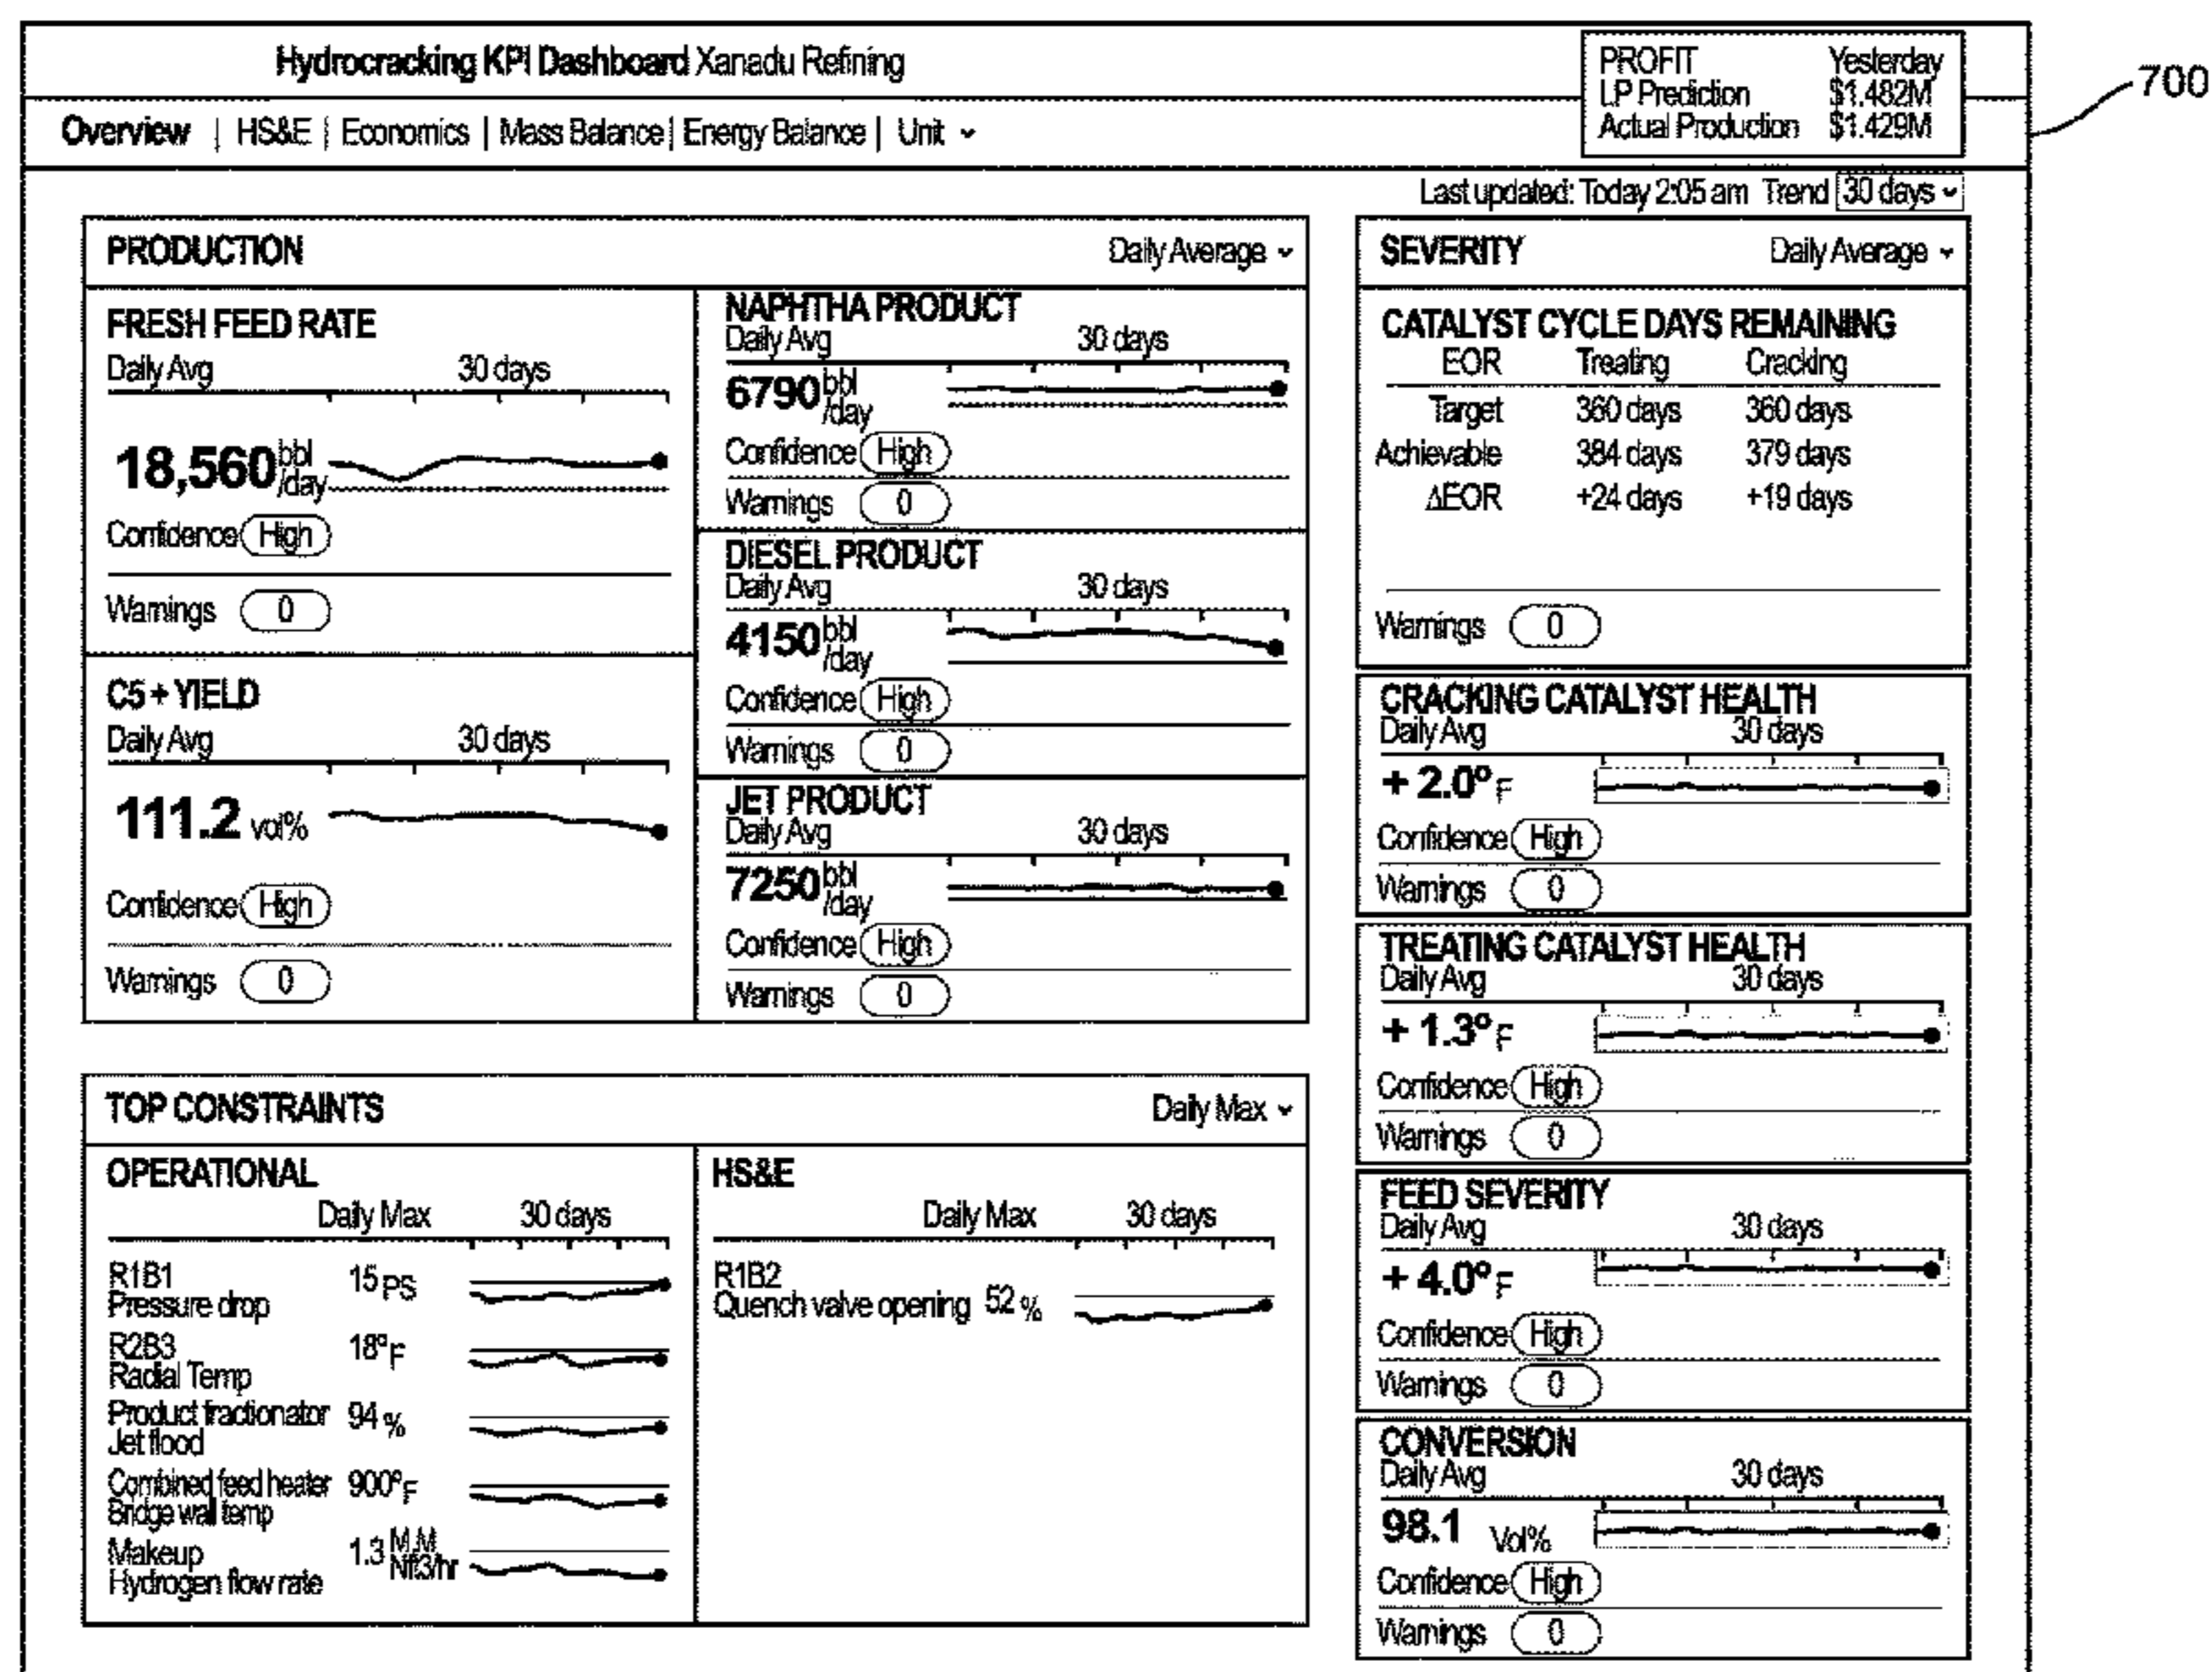 Hydrocracking KPI Dashboard Xanadu Refining
PROFIT Yesterday
LP Prediction $1.482M
Actual Production $1.429M
700
Overview | HS&E | Economics | Mass Balance | Energy Balance | Unit
Last updated: Today 2:05 am Trend 30 days
PRODUCTION Daily Average
FRESH FEED RATE
Daily Avg 30 days
18,560 bbl
/day
Confidence High
Warnings 0
C5+ YIELD
Daily Avg 30 days
111.2 vol%
Confidence High
Warnings 0
NAPHTHA PRODUCT
Daily Avg 30 days
6790 bbl
/day
Confidence High
Warnings 0
DIESEL PRODUCT
Daily Avg 30 days
4150 bbl
/day
Confidence High
Warnings 0
JET PRODUCT
Daily Avg 30 days
7250 bbl
/day
Confidence High
Warnings 0
TOP CONSTRAINTS Daily Max
OPERATIONAL
Daily Max 30 days
R1B1
Pressure drop 15 PS
R2B3
Radial Temp 18°F
Product fractionator 94 %
Jet flood
Combined feed heater 900°F
Bridge wall temp
Makeup 1.3 M.M
Hydrogen flow rate Nft3/hr
HS&E
Daily Max 30 days
R1B2
Quench valve opening 52 %
SEVERITY Daily Average
CATALYST CYCLE DAYS REMAINING
EOR Treating Cracking
Target 360 days 360 days
Achievable 384 days 379 days
ΔEOR +24 days +19 days
Warnings 0
CRACKING CATALYST HEALTH
Daily Avg 30 days
+ 2.0°F
Confidence High
Warnings 0
TREATING CATALYST HEALTH
Daily Avg 30 days
+ 1.3°F
Confidence High
Warnings 0
FEED SEVERITY
Daily Avg 30 days
+ 4.0°F
Confidence High
Warnings 0
CONVERSION
Daily Avg 30 days
98.1 Vol%
Confidence High
Warnings 0